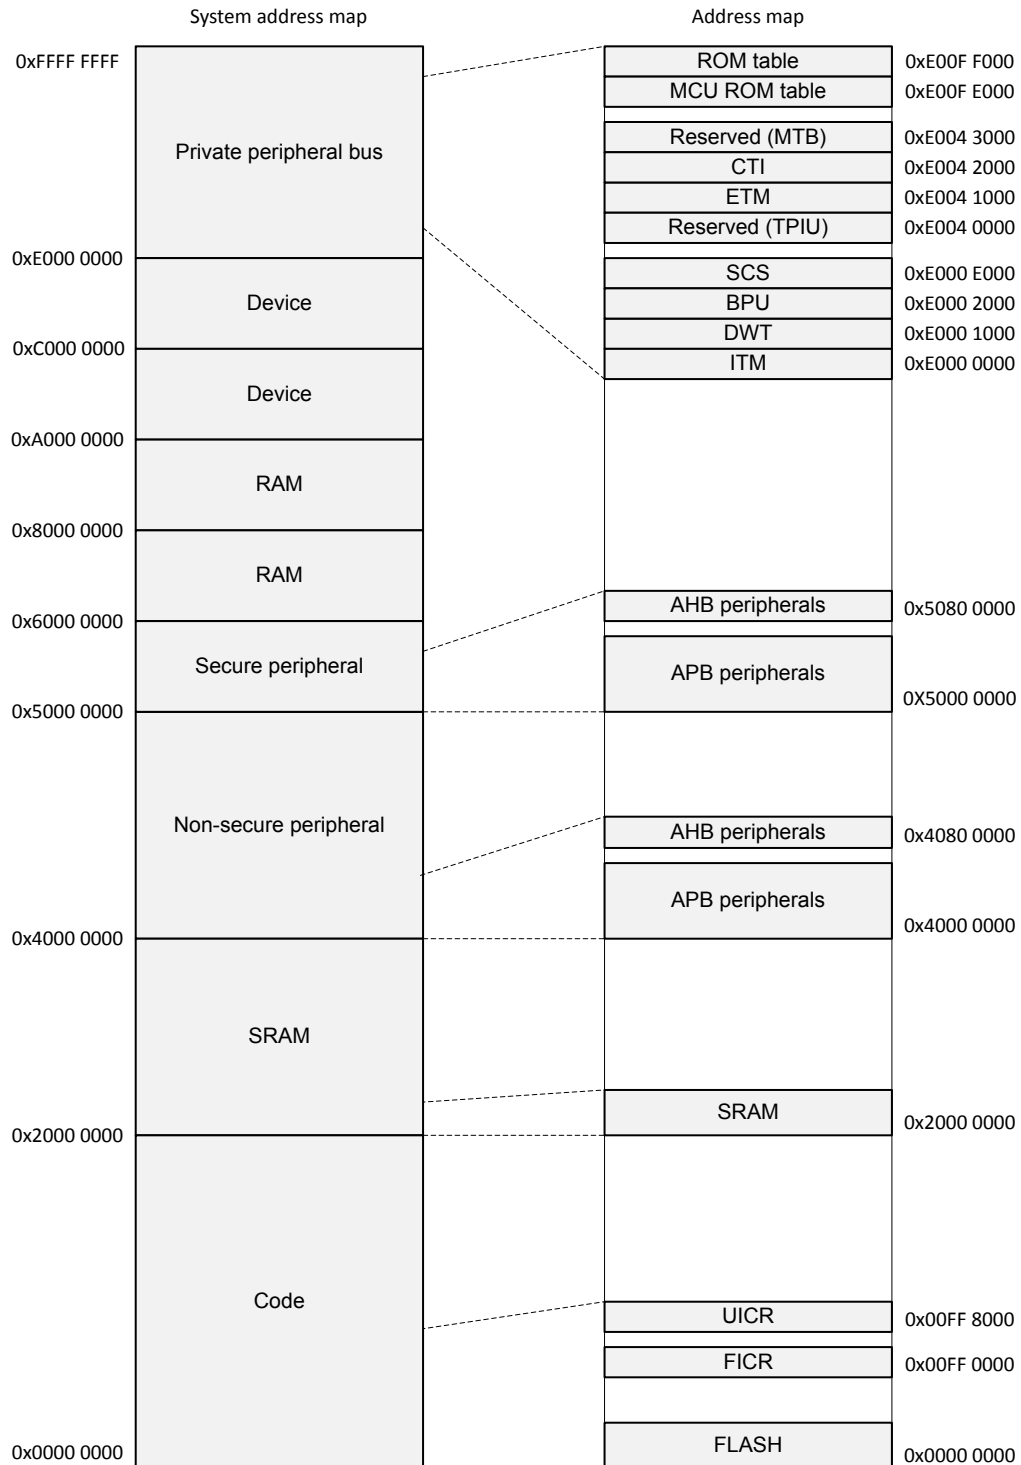 System address map
Address map
0xFFFF FFFF
ROM table
0xE00F F000
MCU ROM table
0xE00F E000
Private peripheral bus
Reserved (MTB)
0xE004 3000
CTI
0xE004 2000
ETM
0xE004 1000
Reserved (TPIU)
0xE004 0000
0xE000 0000
SCS
0xE000 E000
Device
BPU
0xE000 2000
DWT
0xE000 1000
0xC000 0000
ITM
0xE000 0000
Device
0xA000 0000
RAM
0x8000 0000
RAM
0x6000 0000
AHB peripherals
0x5080 0000
Secure peripheral
APB peripherals
0X5000 0000
0x5000 0000
Non-secure peripheral
AHB peripherals
0x4080 0000
APB peripherals
0x4000 0000
0x4000 0000
SRAM
SRAM
0x2000 0000
0x2000 0000
Code
UICR
0x00FF 8000
FICR
0x00FF 0000
FLASH
0x0000 0000
0x0000 0000